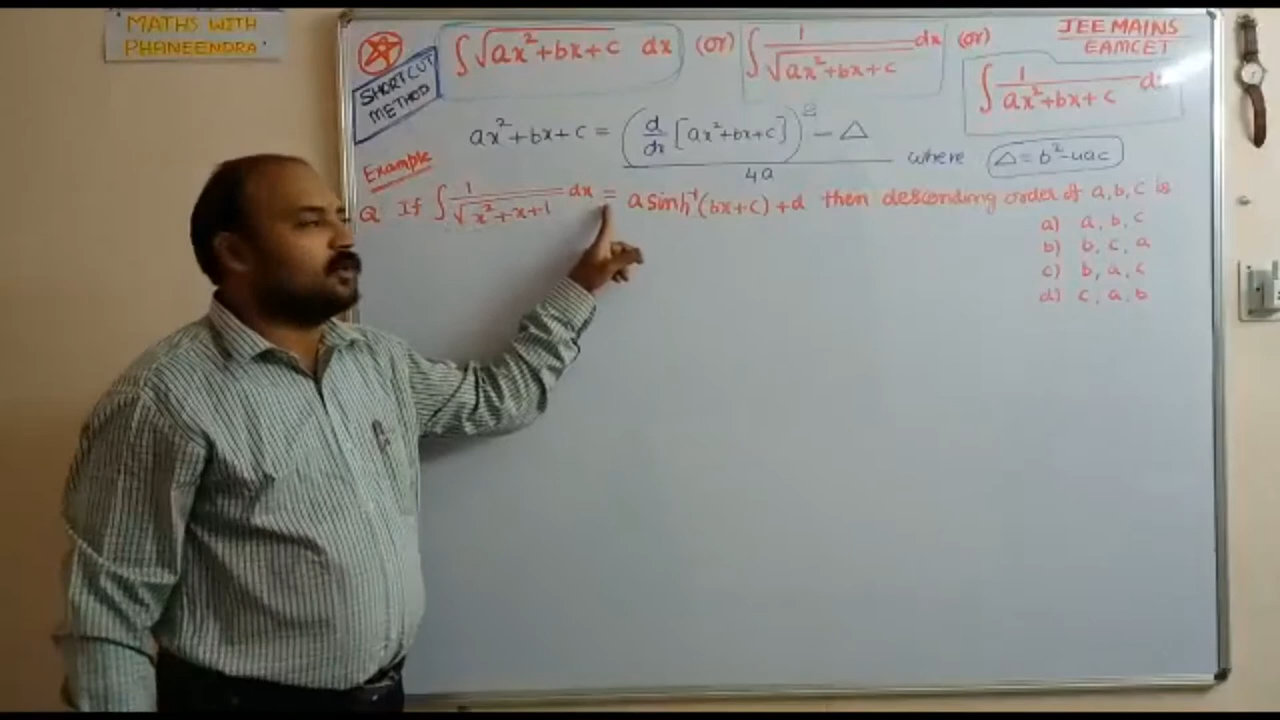 MATHS WITH
PHANEENDRA
SHORTCUT
METHOD
∫ √(ax²+bx+c) dx (or) ∫ 1/√(ax²+bx+c) dx (or)
JEE MAINS
EAMCET
∫ 1/(ax²+bx+c) dx
ax²+bx+c = ((d/dx [ax²+bx+c])² - Δ)/4a where Δ=b²-4ac
Example
Q If ∫ 1/√(x²+x+1) dx = a sinh⁻¹(bx+c)+d then descending order of a,b,c is
a) a, b, c
b) b, c, a
c) b, a, c
d) c, a, b